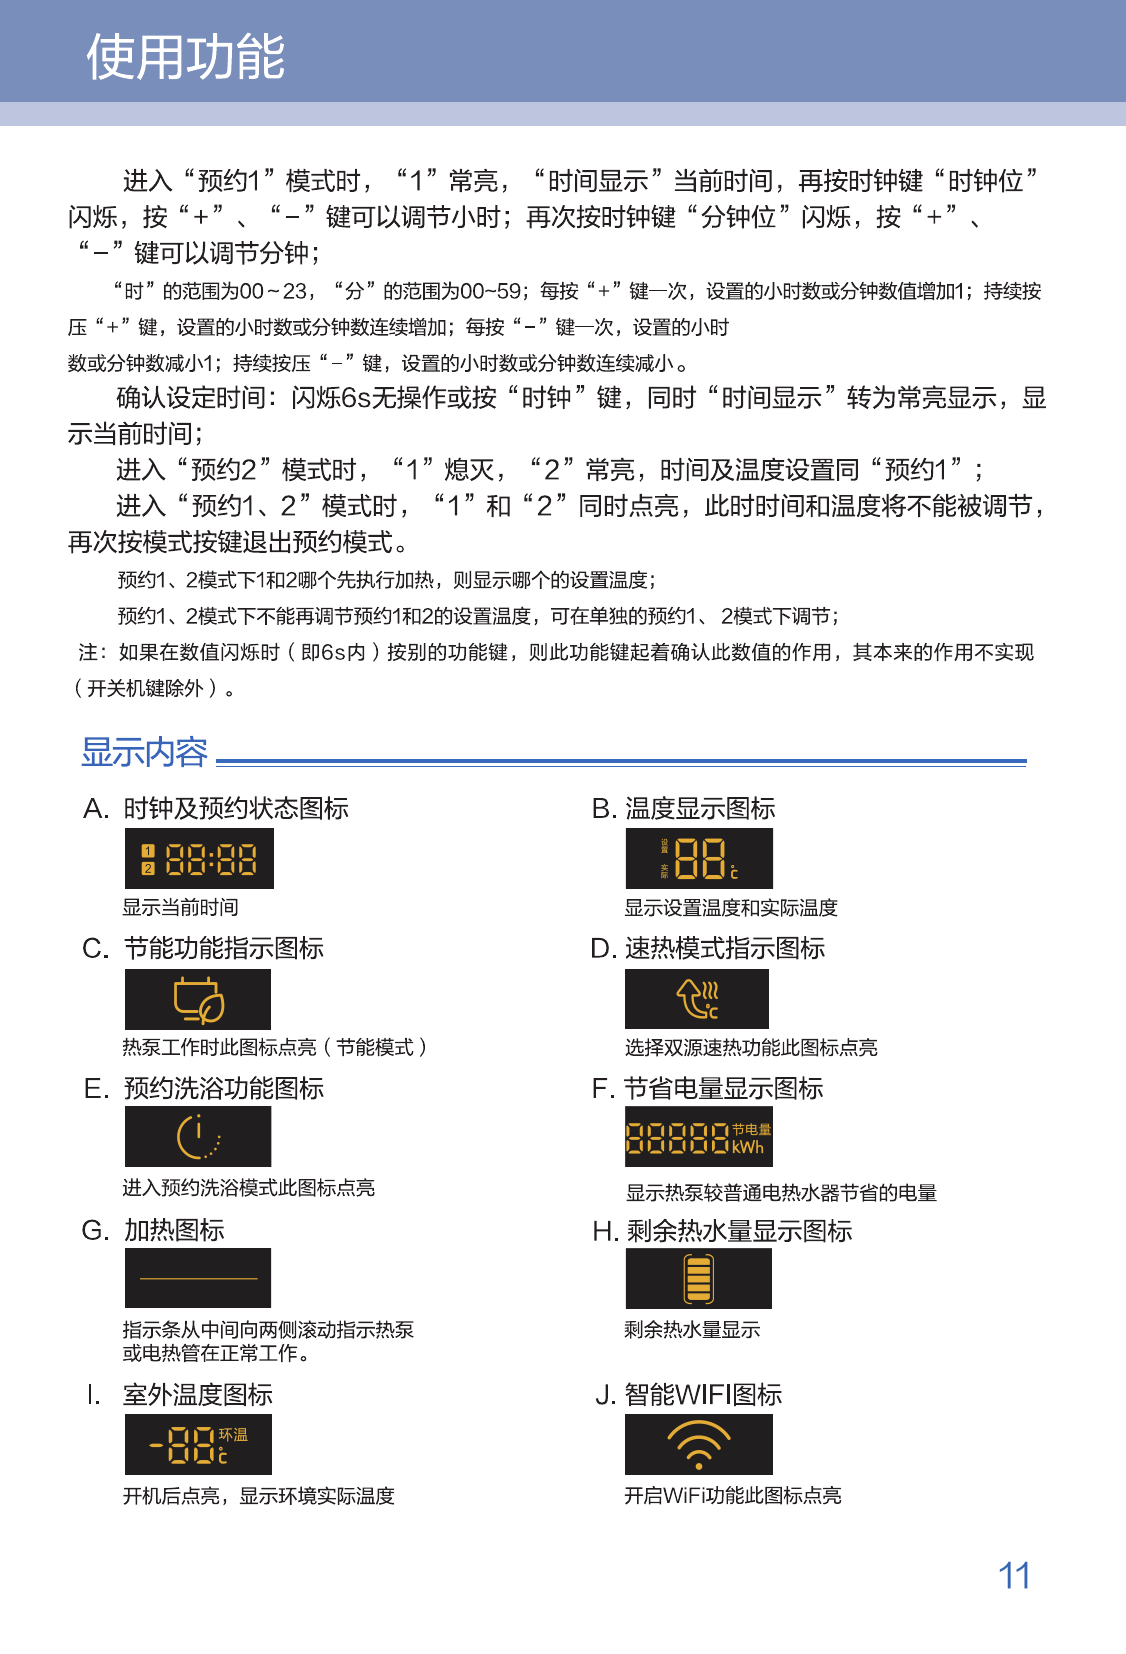 使用功能
进入“预约1”模式时，“1”常亮，“时间显示”当前时间，再按时钟键“时钟位”
闪烁，按“+”、“-”键可以调节小时；再次按时钟键“分钟位”闪烁，按“+”、
“-”键可以调节分钟；
“时”的范围为00~23，“分”的范围为00~59；每按“+”键一次，设置的小时数或分钟数值增加1；持续按
压“+”键，设置的小时数或分钟数连续增加；每按“-”键一次，设置的小时
数或分钟数减小1；持续按压“-”键，设置的小时数或分钟数连续减小。
确认设定时间：闪烁6s无操作或按“时钟”键，同时“时间显示”转为常亮显示，显
示当前时间；
进入“预约2”模式时，“1”熄灭，“2”常亮，时间及温度设置同“预约1”；
进入“预约1、2”模式时，“1”和“2”同时点亮，此时时间和温度将不能被调节，
再次按模式按键退出预约模式。
预约1、2模式下1和2哪个先执行加热，则显示哪个的设置温度；
预约1、2模式下不能再调节预约1和2的设置温度，可在单独的预约1、2模式下调节；
注：如果在数值闪烁时（即6s内）按别的功能键，则此功能键起着确认此数值的作用，其本来的作用不实现
（开关机键除外）。
显示内容
A. 时钟及预约状态图标
1 88:88
2
显示当前时间
B. 温度显示图标
设置 88 °C
实际
显示设置温度和实际温度
C. 节能功能指示图标
热泵工作时此图标点亮（节能模式）
D. 速热模式指示图标
°C
选择双源速热功能此图标点亮
E. 预约洗浴功能图标
进入预约洗浴模式此图标点亮
F. 节省电量显示图标
88888 节电量
kWh
显示热泵较普通电热水器节省的电量
G. 加热图标
指示条从中间向两侧滚动指示热泵
或电热管在正常工作。
H. 剩余热水量显示图标
剩余热水量显示
I. 室外温度图标
-88 环温
°C
开机后点亮，显示环境实际温度
J. 智能WIFI图标
开启WiFi功能此图标点亮
11